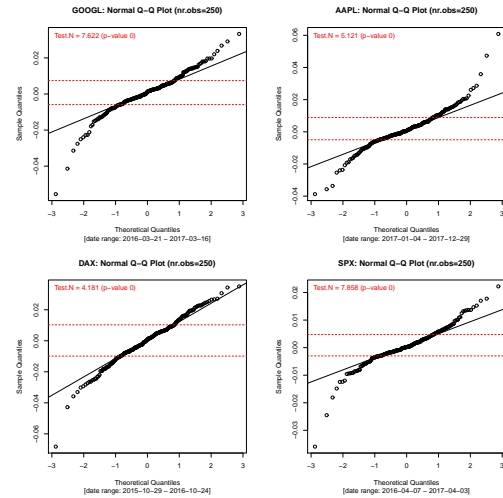 GOOGL: Normal Q−Q Plot (nr.obs=250)
Test.N = 7.622 (p−value 0)
Sample Quantiles
0.02
0.00
−0.02
−0.04
−3 −2 −1 0 1 2 3
Theoretical Quantiles
[date range: 2016−03−21 − 2017−03−16]
AAPL: Normal Q−Q Plot (nr.obs=250)
Test.N = 5.121 (p−value 0)
Sample Quantiles
0.06
0.04
0.02
0.00
−0.02
−0.04
−3 −2 −1 0 1 2 3
Theoretical Quantiles
[date range: 2017−01−04 − 2017−12−29]
DAX: Normal Q−Q Plot (nr.obs=250)
Test.N = 4.181 (p−value 0)
Sample Quantiles
0.02
0.00
−0.02
−0.04
−0.06
−3 −2 −1 0 1 2 3
Theoretical Quantiles
[date range: 2015−10−29 − 2016−10−24]
SPX: Normal Q−Q Plot (nr.obs=250)
Test.N = 7.858 (p−value 0)
Sample Quantiles
0.02
0.01
0.00
−0.01
−0.03
−3 −2 −1 0 1 2 3
Theoretical Quantiles
[date range: 2016−04−07 − 2017−04−03]